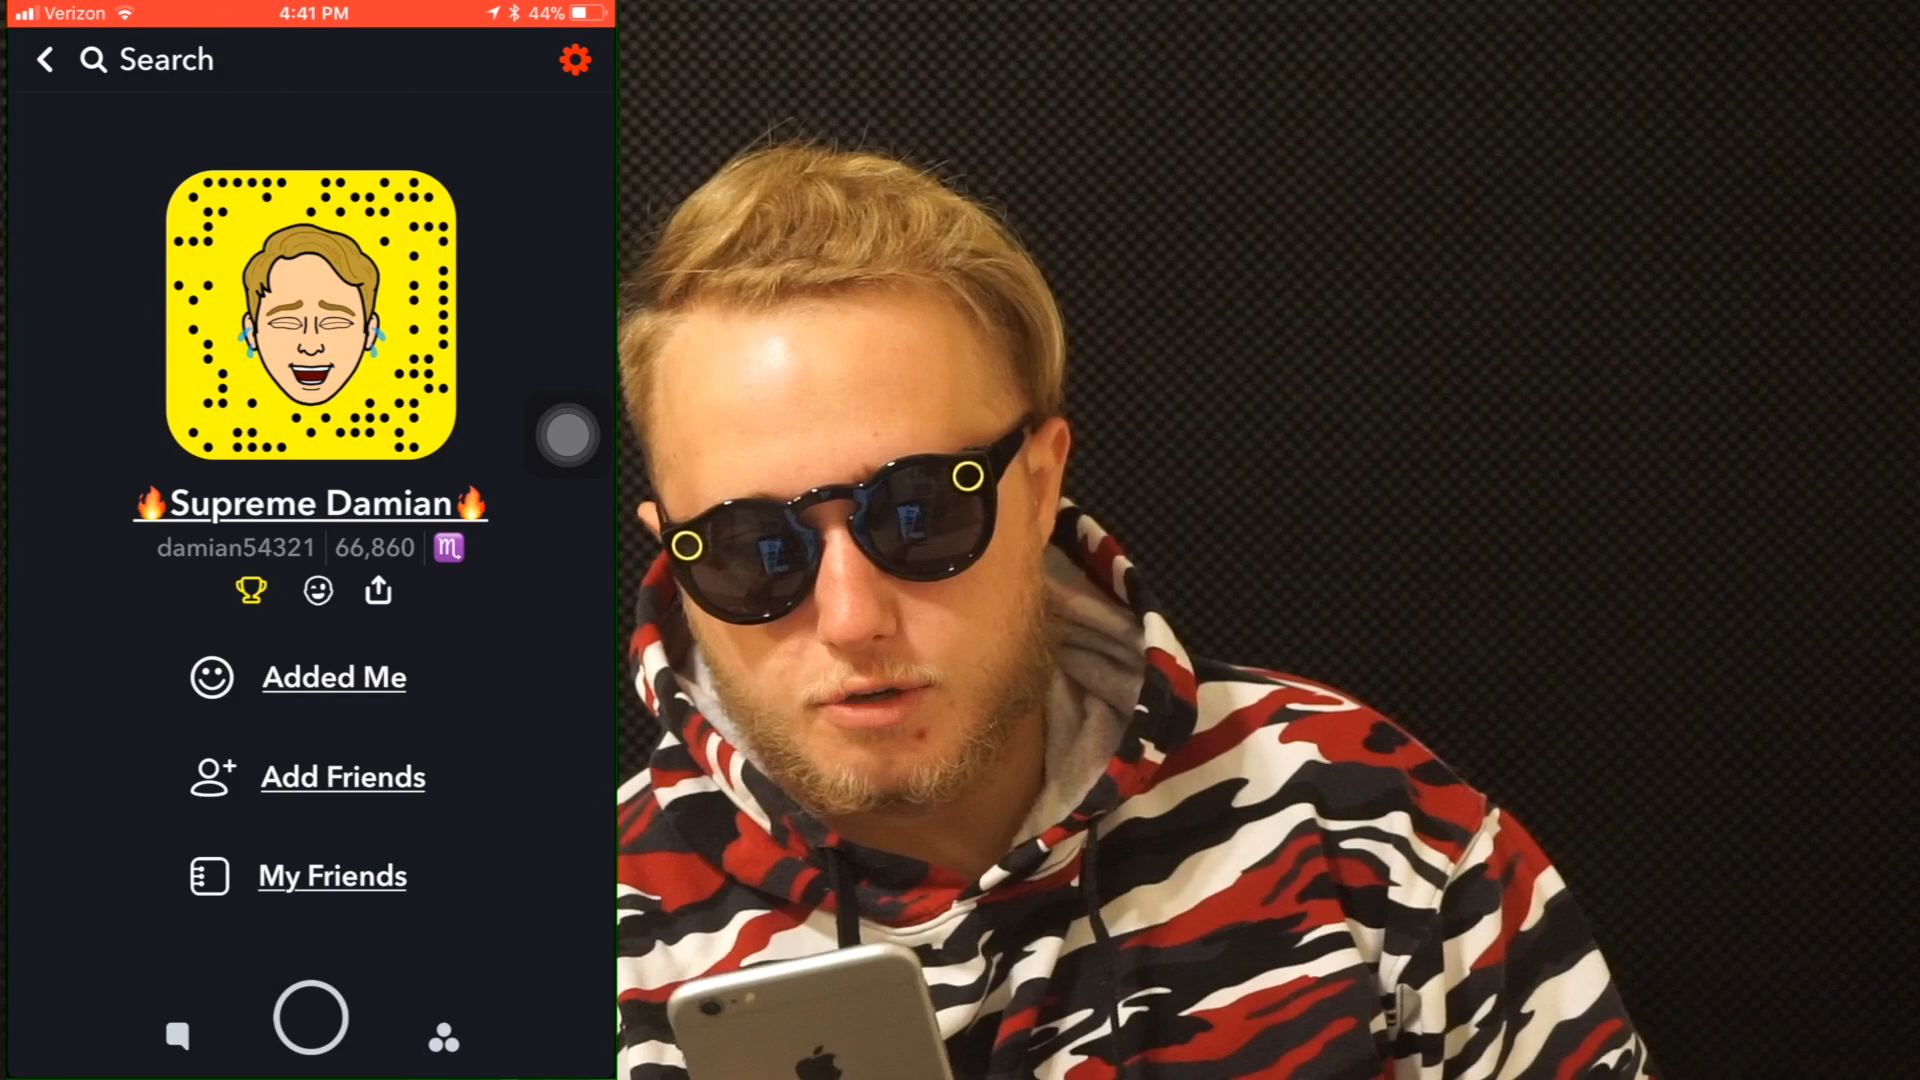 Verizon 4:41 PM 44%
Search
🔥Supreme Damian🔥
damian54321 66,860 ♏
Added Me
Add Friends
My Friends